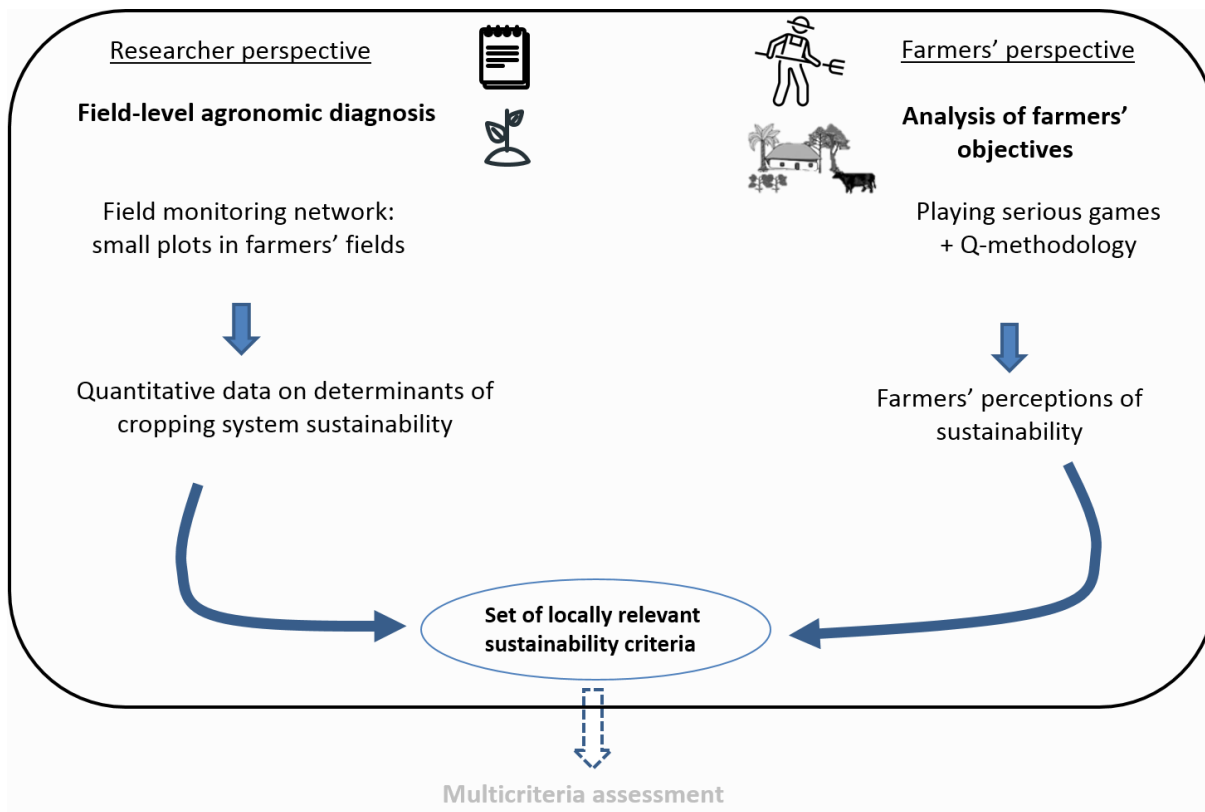 Researcher perspective
Field-level agronomic diagnosis
Field monitoring network:
small plots in farmers’ fields
Quantitative data on determinants of
cropping system sustainability
Farmers’ perspective
Analysis of farmers’
objectives
Playing serious games
+ Q-methodology
Farmers’ perceptions of
sustainability
Set of locally relevant
sustainability criteria
Multicriteria assessment